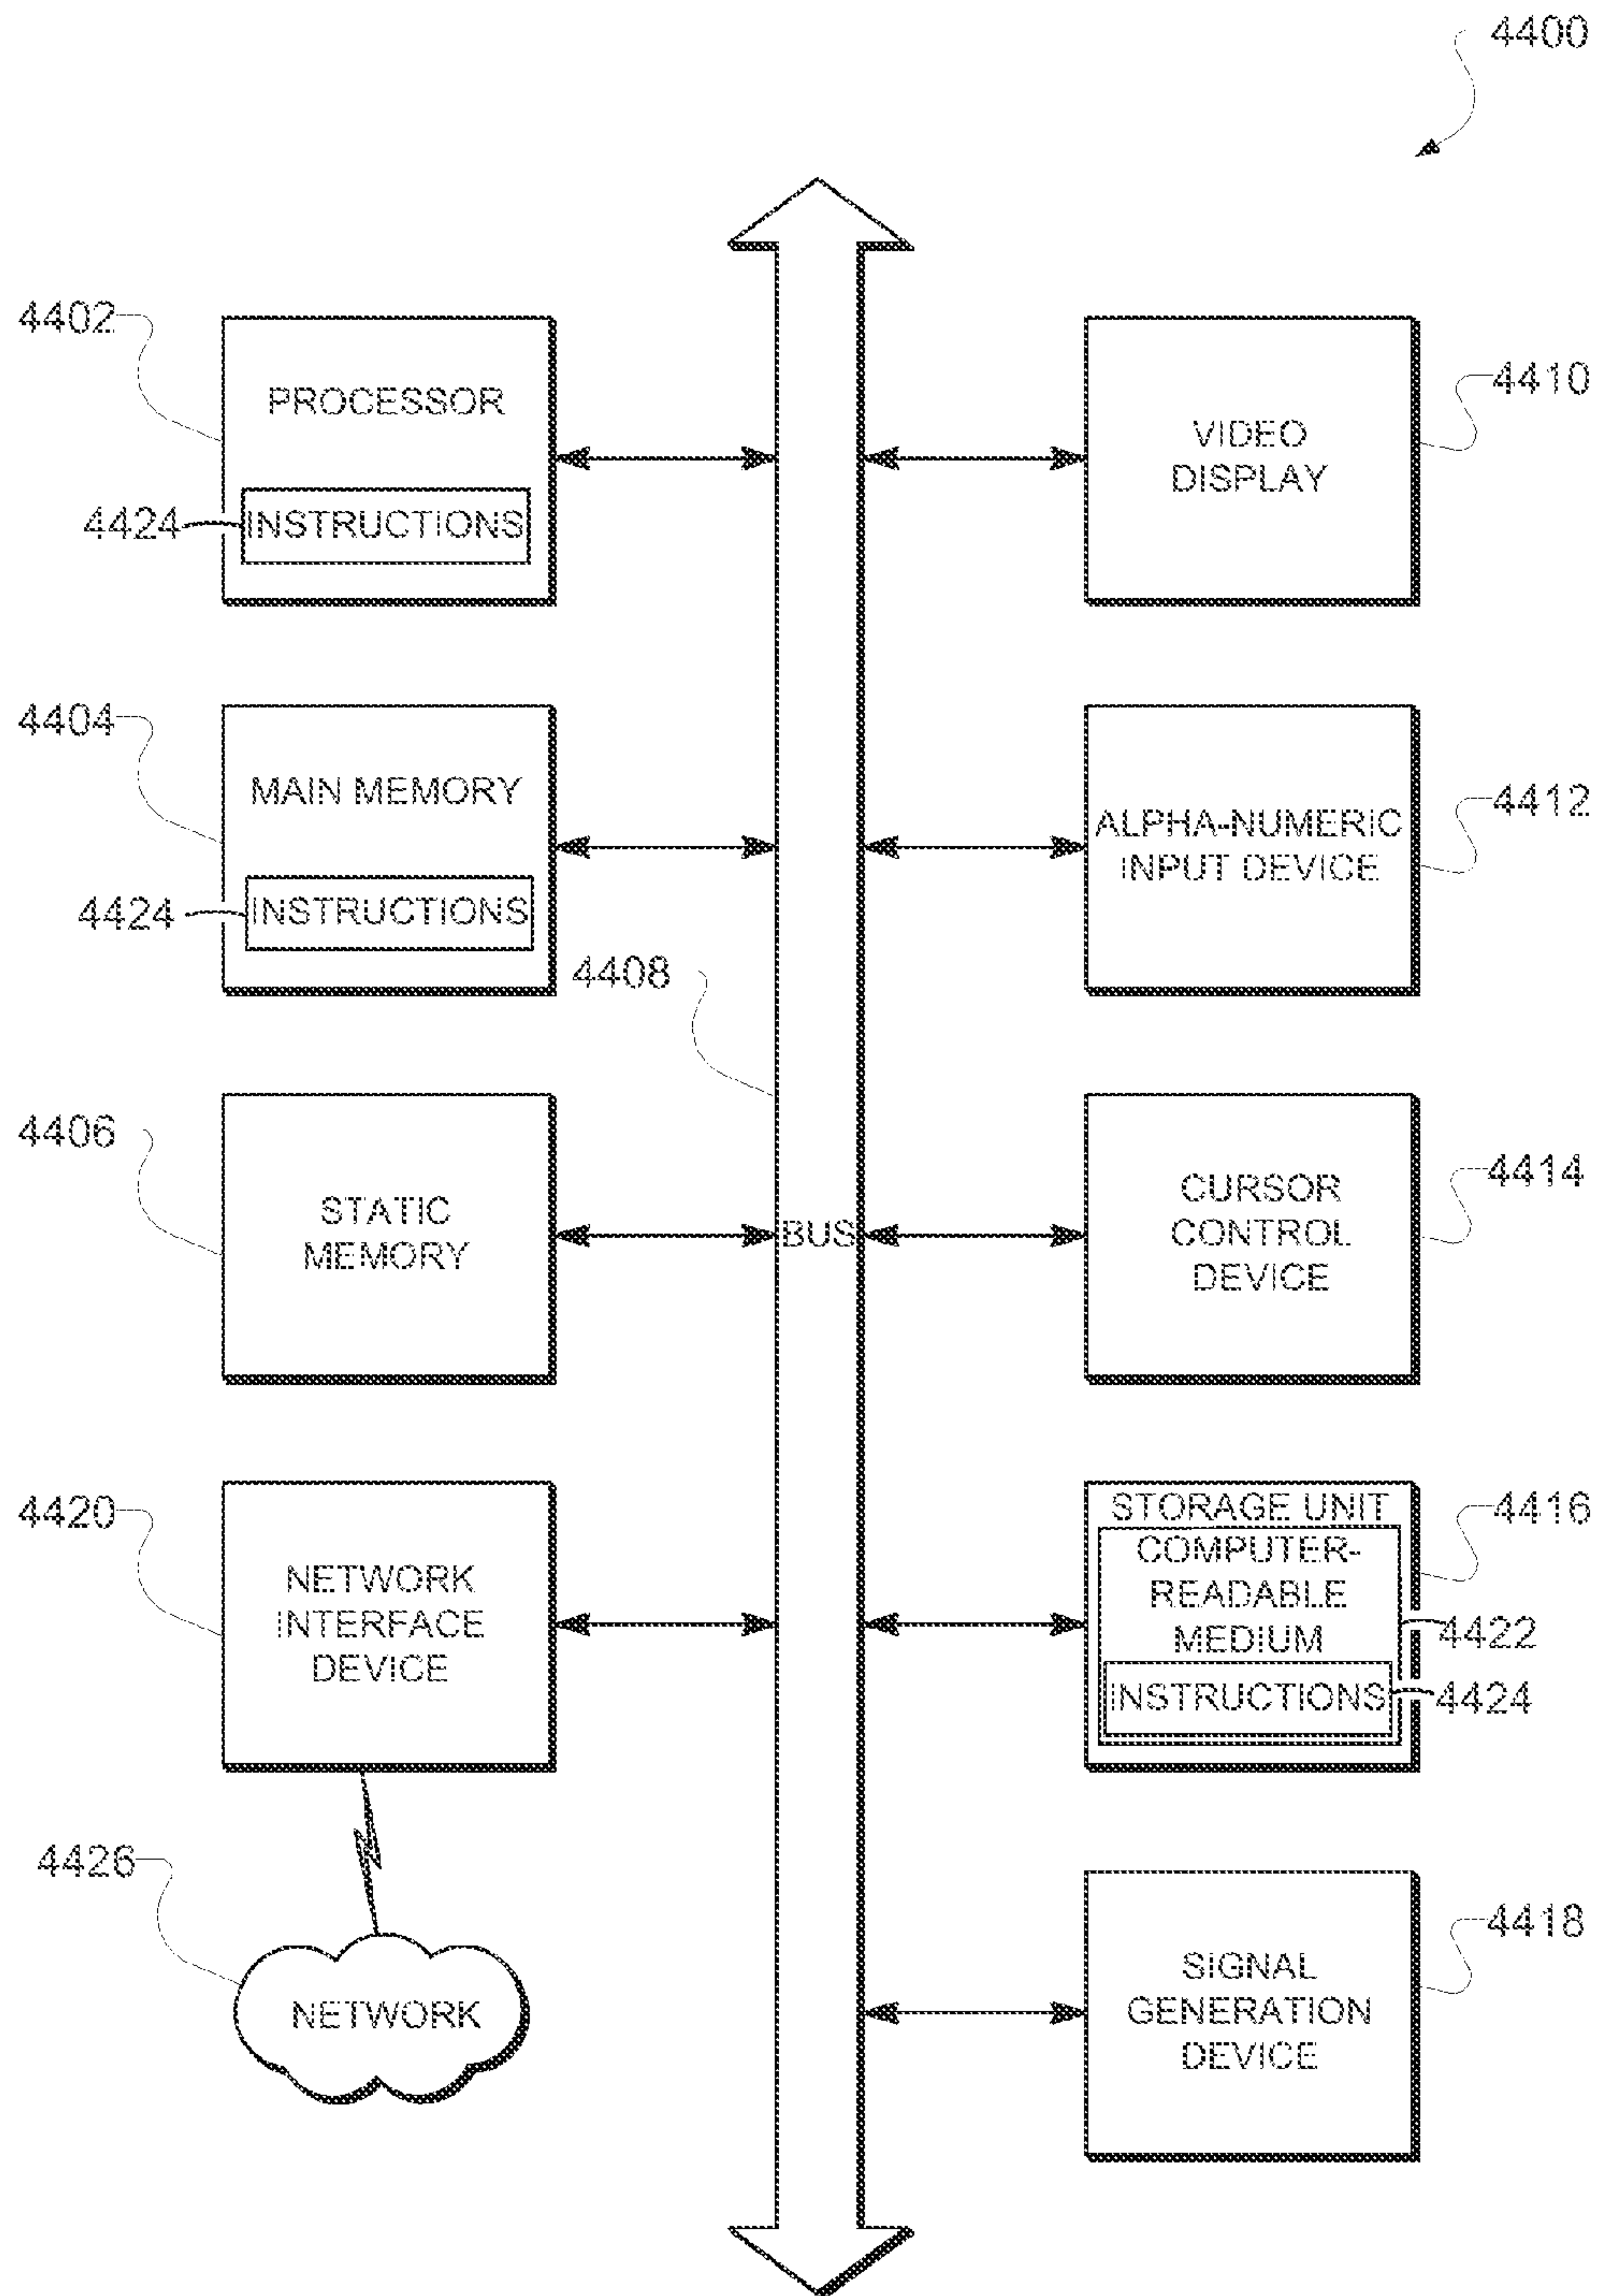 4400
4402
PROCESSOR
4424
INSTRUCTIONS
4404
MAIN MEMORY
4424
INSTRUCTIONS
4408
4406
STATIC
MEMORY
4420
NETWORK
INTERFACE
DEVICE
4426
NETWORK
BUS
VIDEO
DISPLAY
4410
ALPHA-NUMERIC
INPUT DEVICE
4412
CURSOR
CONTROL
DEVICE
4414
STORAGE UNIT
COMPUTER-
READABLE
MEDIUM
INSTRUCTIONS
4416
4422
4424
SIGNAL
GENERATION
DEVICE
4418